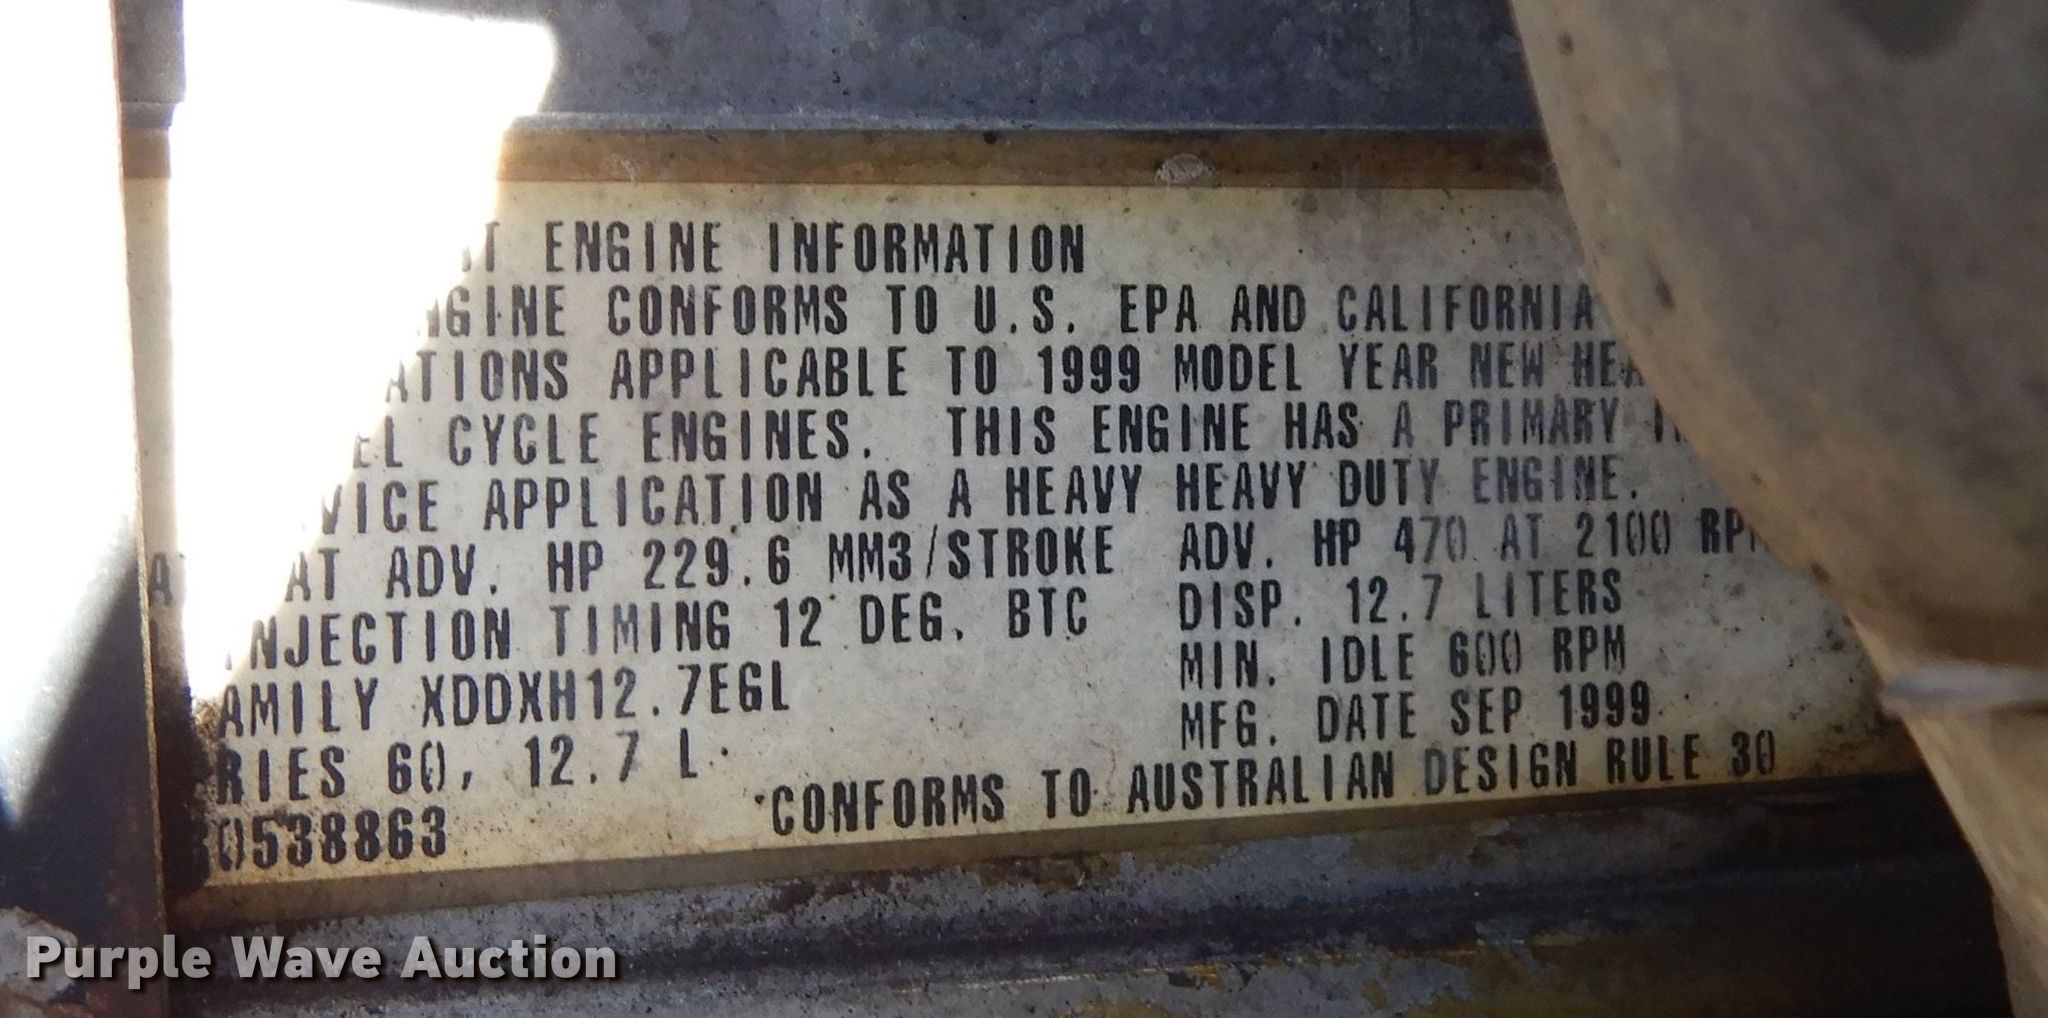 ENGINE INFORMATION
CONFORMS TO U.S. EPA AND CALIFORNIA
APPLICABLE TO 1999 MODEL YEAR NEW
CYCLE ENGINES. THIS ENGINE HAS A PRIMARY
APPLICATION AS A HEAVY HEAVY DUTY ENGINE.
AT ADV. HP 229.6 MM3/STROKE ADV. HP 470 AT 2100 RPM
INJECTION TIMING 12 DEG. BTC DISP. 12.7 LITERS
MIN. IDLE 600 RPM
XDDXH12.7EGL
MFG. DATE SEP 1999
60, 12.7 L
CONFORMS TO AUSTRALIAN DESIGN RULE 30
Purple Wave Auction